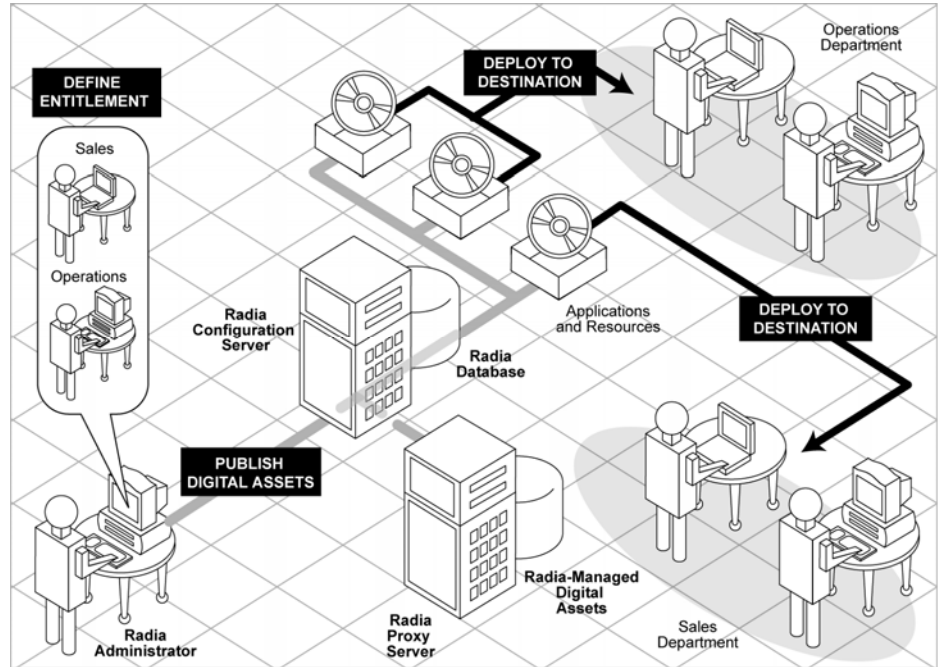 DEFINE
ENTITLEMENT
Sales
Operations
DEPLOY TO
DESTINATION
Operations
Department
Applications
and Resources
DEPLOY TO
DESTINATION
Radia
Configuration
Server
Radia
Database
PUBLISH
DIGITAL ASSETS
Radia
Administrator
Radia
Proxy
Server
Radia-Managed
Digital
Assets
Sales
Department